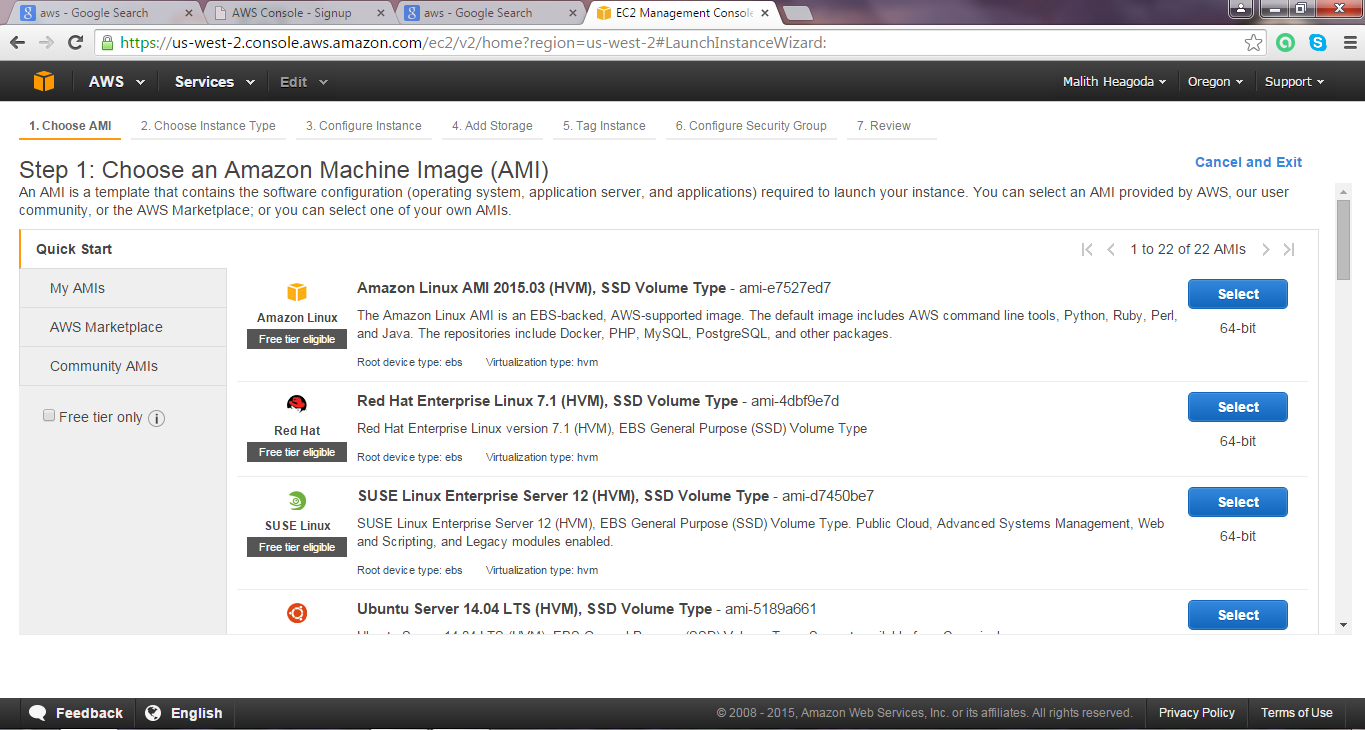 aws - Google Search
AWS Console - Signup
aws - Google Search
EC2 Management Console
https://us-west-2.console.aws.amazon.com/ec2/v2/home?region=us-west-2#LaunchInstanceWizard:
AWS Services Edit
Malith Heagoda Oregon Support
1. Choose AMI 2. Choose Instance Type 3. Configure Instance 4. Add Storage 5. Tag Instance 6. Configure Security Group 7. Review
Step 1: Choose an Amazon Machine Image (AMI)
Cancel and Exit
An AMI is a template that contains the software configuration (operating system, application server, and applications) required to launch your instance. You can select an AMI provided by AWS, our user
community, or the AWS Marketplace; or you can select one of your own AMIs.
Quick Start
My AMIs
AWS Marketplace
Community AMIs
Free tier only
1 to 22 of 22 AMIs
Amazon Linux
Free tier eligible
Amazon Linux AMI 2015.03 (HVM), SSD Volume Type - ami-e7527ed7
The Amazon Linux AMI is an EBS-backed, AWS-supported image. The default image includes AWS command line tools, Python, Ruby, Perl,
and Java. The repositories include Docker, PHP, MySQL, PostgreSQL, and other packages.
Root device type: ebs Virtualization type: hvm
Select
64-bit
Red Hat
Free tier eligible
Red Hat Enterprise Linux 7.1 (HVM), SSD Volume Type - ami-4dbf9e7d
Red Hat Enterprise Linux version 7.1 (HVM), EBS General Purpose (SSD) Volume Type
Root device type: ebs Virtualization type: hvm
Select
64-bit
SUSE Linux
Free tier eligible
SUSE Linux Enterprise Server 12 (HVM), SSD Volume Type - ami-d7450be7
SUSE Linux Enterprise Server 12 (HVM), EBS General Purpose (SSD) Volume Type. Public Cloud, Advanced Systems Management, Web
and Scripting, and Legacy modules enabled.
Root device type: ebs Virtualization type: hvm
Select
64-bit
Ubuntu Server 14.04 LTS (HVM), SSD Volume Type - ami-5189a661
Select
Feedback English
© 2008 - 2015, Amazon Web Services, Inc. or its affiliates. All rights reserved. Privacy Policy Terms of Use